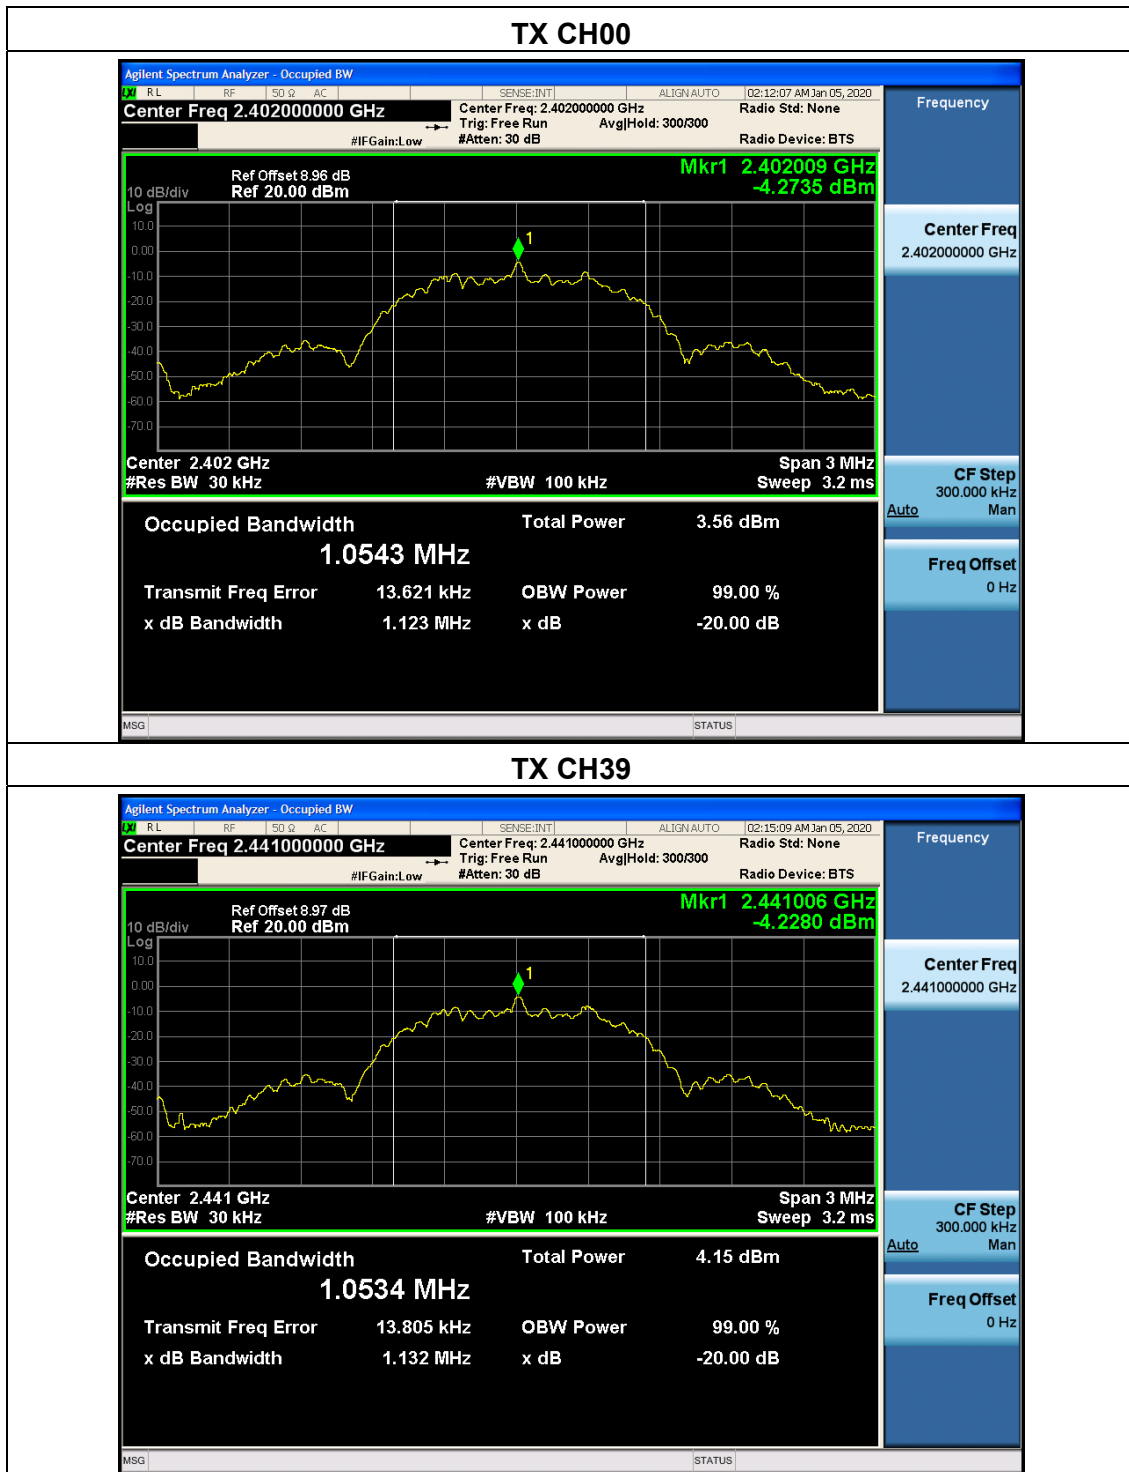 TX CH00
Agilent Spectrum Analyzer - Occupied BW
LXI RL RF 50 Ω AC SENSE:INT ALIGN AUTO 02:12:07 AM Jan 05, 2020
Center Freq 2.402000000 GHz
Center Freq: 2.402000000 GHz Radio Std: None
Trig: Free Run Avg|Hold: 300/300
#IFGain:Low #Atten: 30 dB Radio Device: BTS
Frequency
Mkr1 2.402009 GHz
-4.2735 dBm
Ref Offset 8.96 dB
10 dB/div Ref 20.00 dBm
Log
10.0
0.00
-10.0
-20.0
-30.0
-40.0
-50.0
-60.0
-70.0
1
Center Freq
2.402000000 GHz
Center 2.402 GHz Span 3 MHz
#Res BW 30 kHz #VBW 100 kHz Sweep 3.2 ms
CF Step
300.000 kHz
Auto Man
Occupied Bandwidth Total Power 3.56 dBm
1.0543 MHz
Transmit Freq Error 13.621 kHz OBW Power 99.00 %
x dB Bandwidth 1.123 MHz x dB -20.00 dB
Freq Offset
0 Hz
MSG STATUS
TX CH39
Agilent Spectrum Analyzer - Occupied BW
LXI RL RF 50 Ω AC SENSE:INT ALIGN AUTO 02:15:09 AM Jan 05, 2020
Center Freq 2.441000000 GHz
Center Freq: 2.441000000 GHz Radio Std: None
Trig: Free Run Avg|Hold: 300/300
#IFGain:Low #Atten: 30 dB Radio Device: BTS
Frequency
Mkr1 2.441006 GHz
-4.2280 dBm
Ref Offset 8.97 dB
10 dB/div Ref 20.00 dBm
Log
10.0
0.00
-10.0
-20.0
-30.0
-40.0
-50.0
-60.0
-70.0
1
Center Freq
2.441000000 GHz
Center 2.441 GHz Span 3 MHz
#Res BW 30 kHz #VBW 100 kHz Sweep 3.2 ms
CF Step
300.000 kHz
Auto Man
Occupied Bandwidth Total Power 4.15 dBm
1.0534 MHz
Transmit Freq Error 13.805 kHz OBW Power 99.00 %
x dB Bandwidth 1.132 MHz x dB -20.00 dB
Freq Offset
0 Hz
MSG STATUS